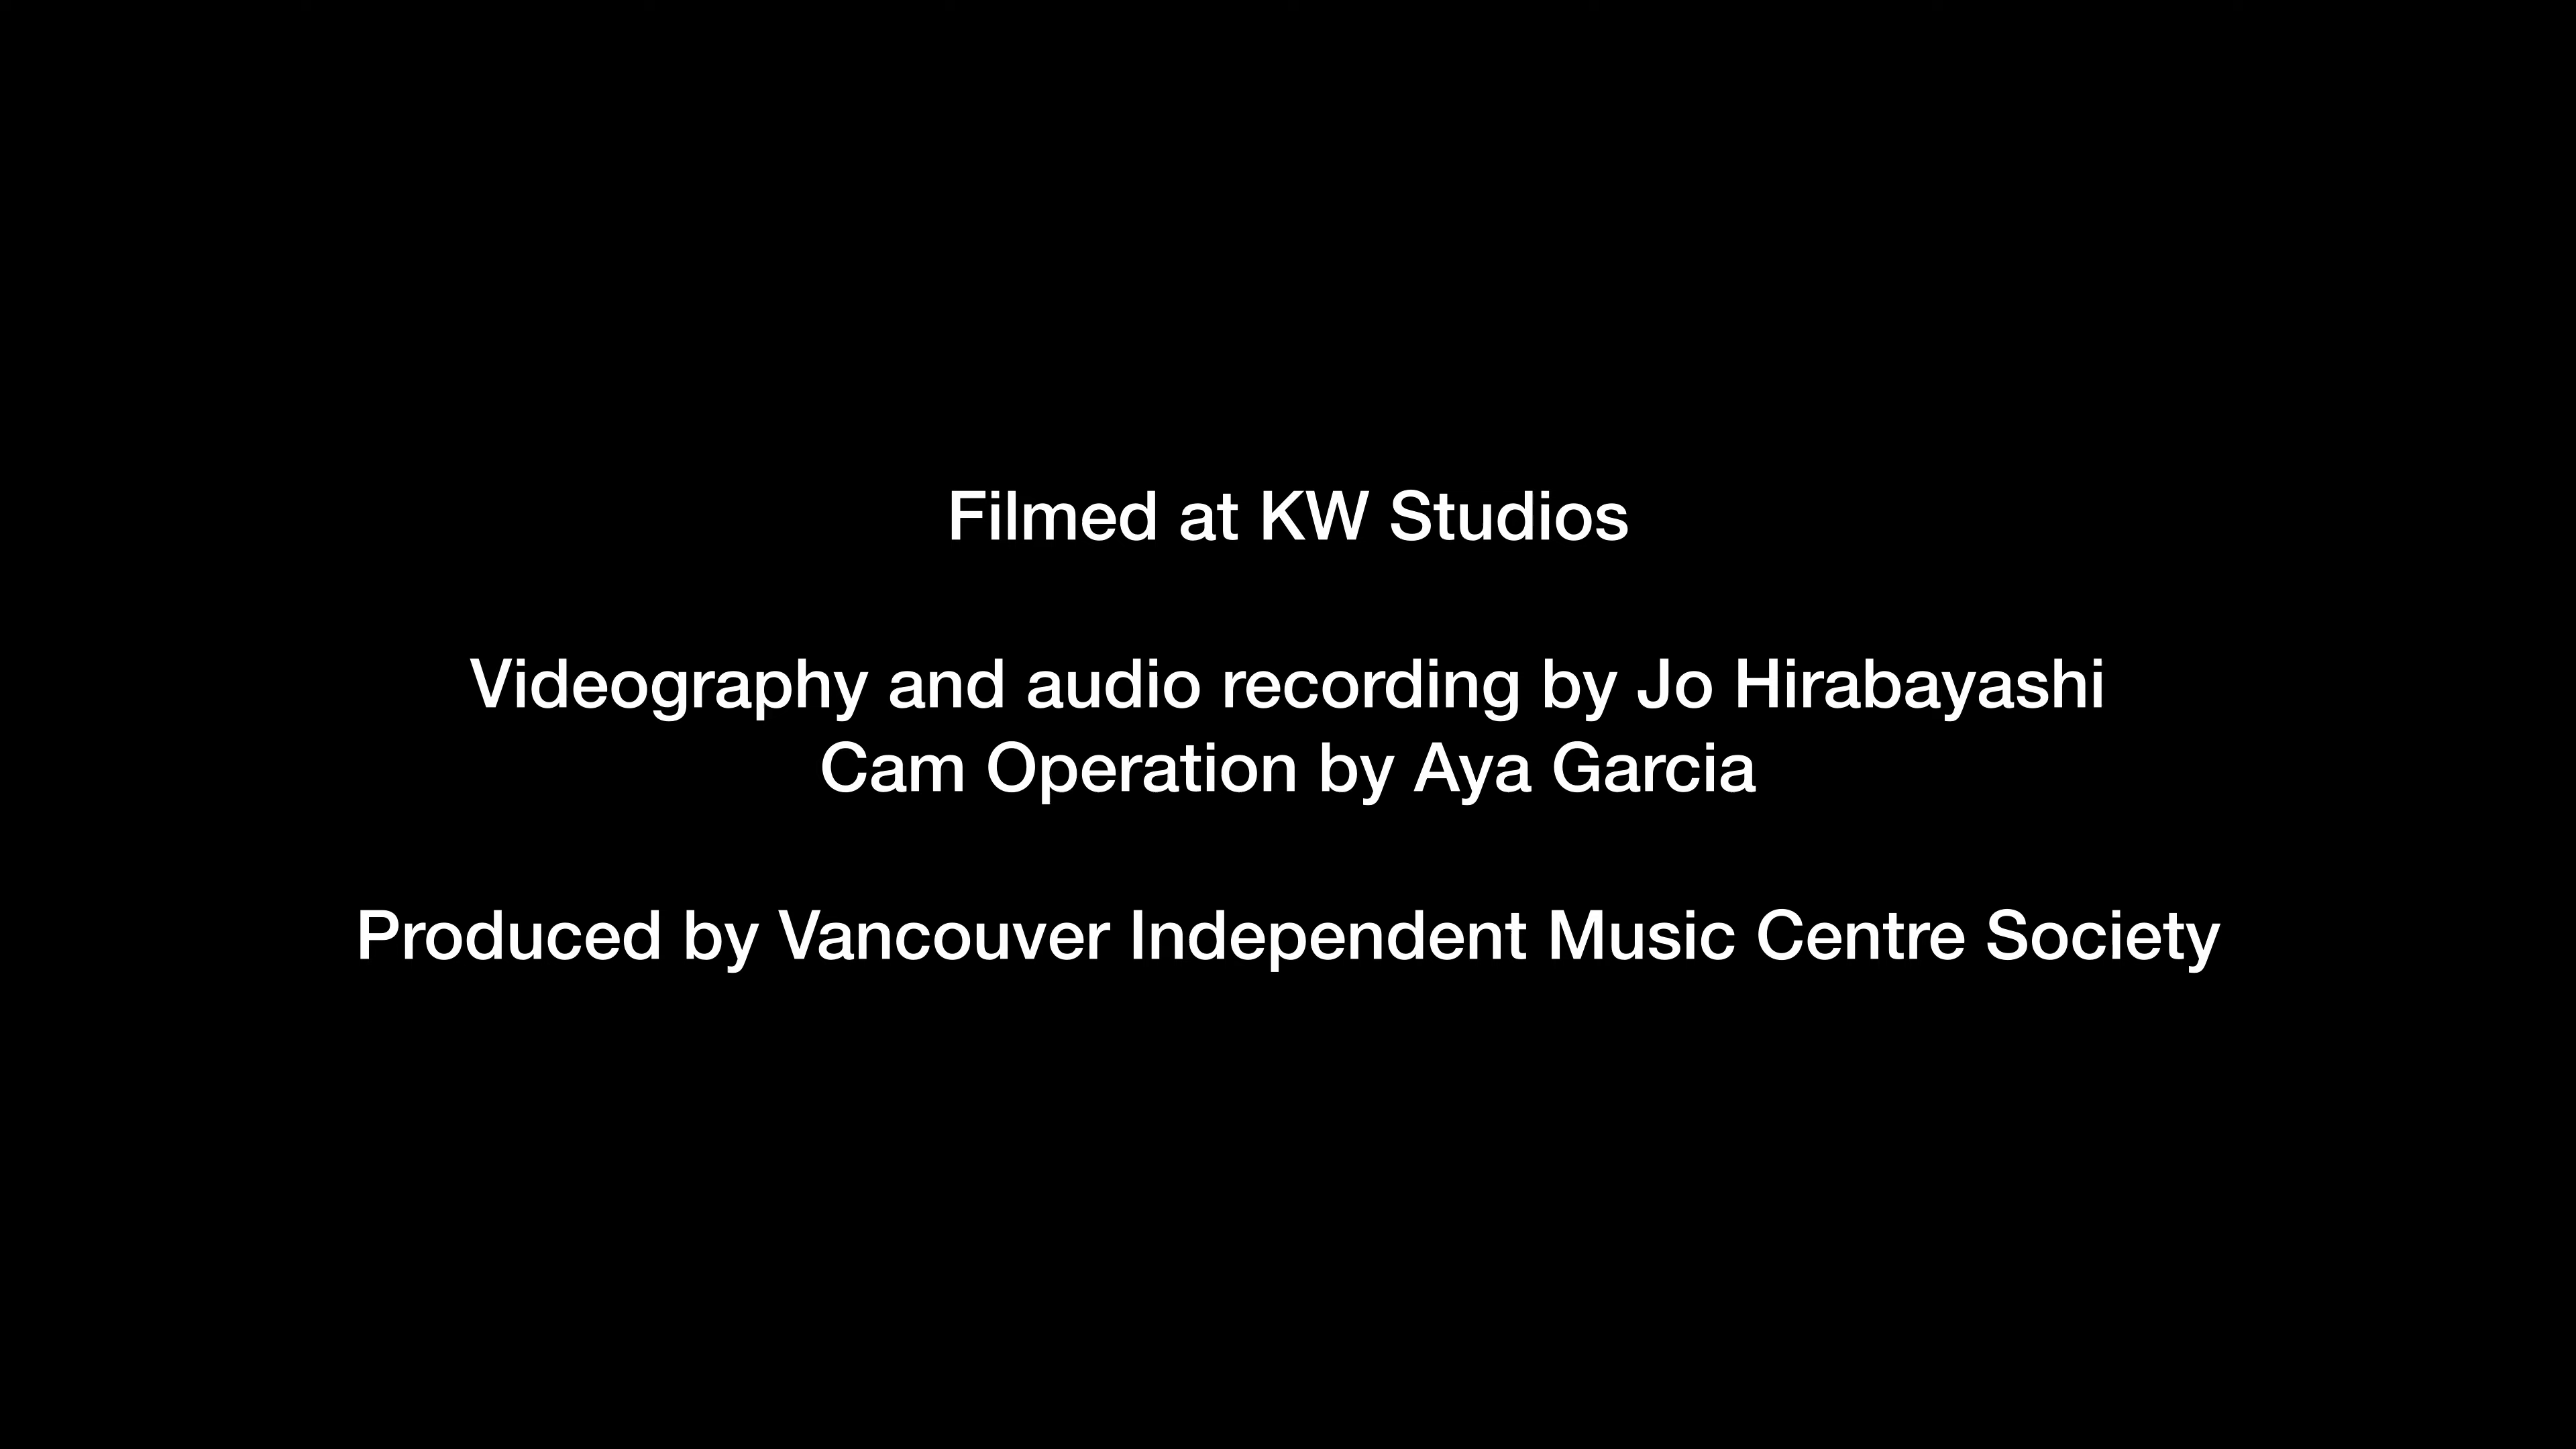 Filmed at KW Studios
Videography and audio recording by Jo Hirabayashi
Cam Operation by Aya Garcia
Produced by Vancouver Independent Music Centre Society